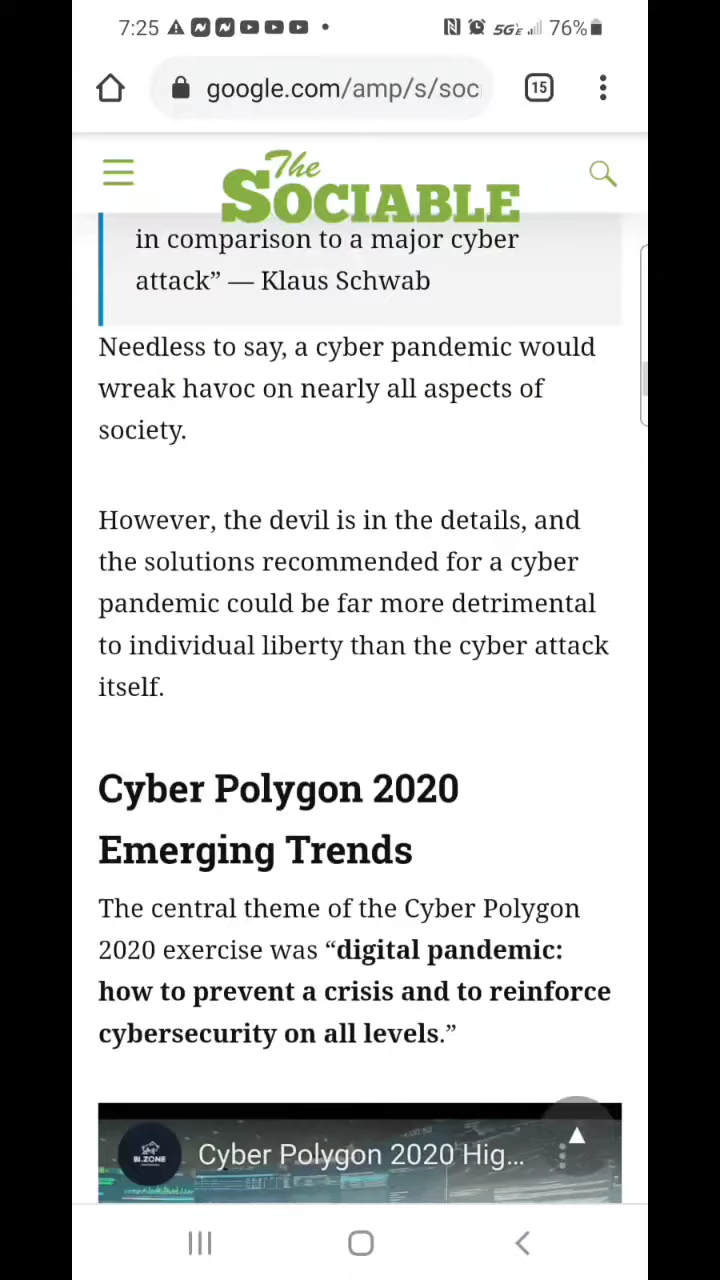 7:25
5GE 76%
google.com/amp/s/soc
15
The
SOCIABLE
in comparison to a major cyber
attack” — Klaus Schwab
Needless to say, a cyber pandemic would
wreak havoc on nearly all aspects of
society.
However, the devil is in the details, and
the solutions recommended for a cyber
pandemic could be far more detrimental
to individual liberty than the cyber attack
itself.
Cyber Polygon 2020
Emerging Trends
The central theme of the Cyber Polygon
2020 exercise was “digital pandemic:
how to prevent a crisis and to reinforce
cybersecurity on all levels.”
BI.ZONE
Cyber Polygon 2020 Hig...